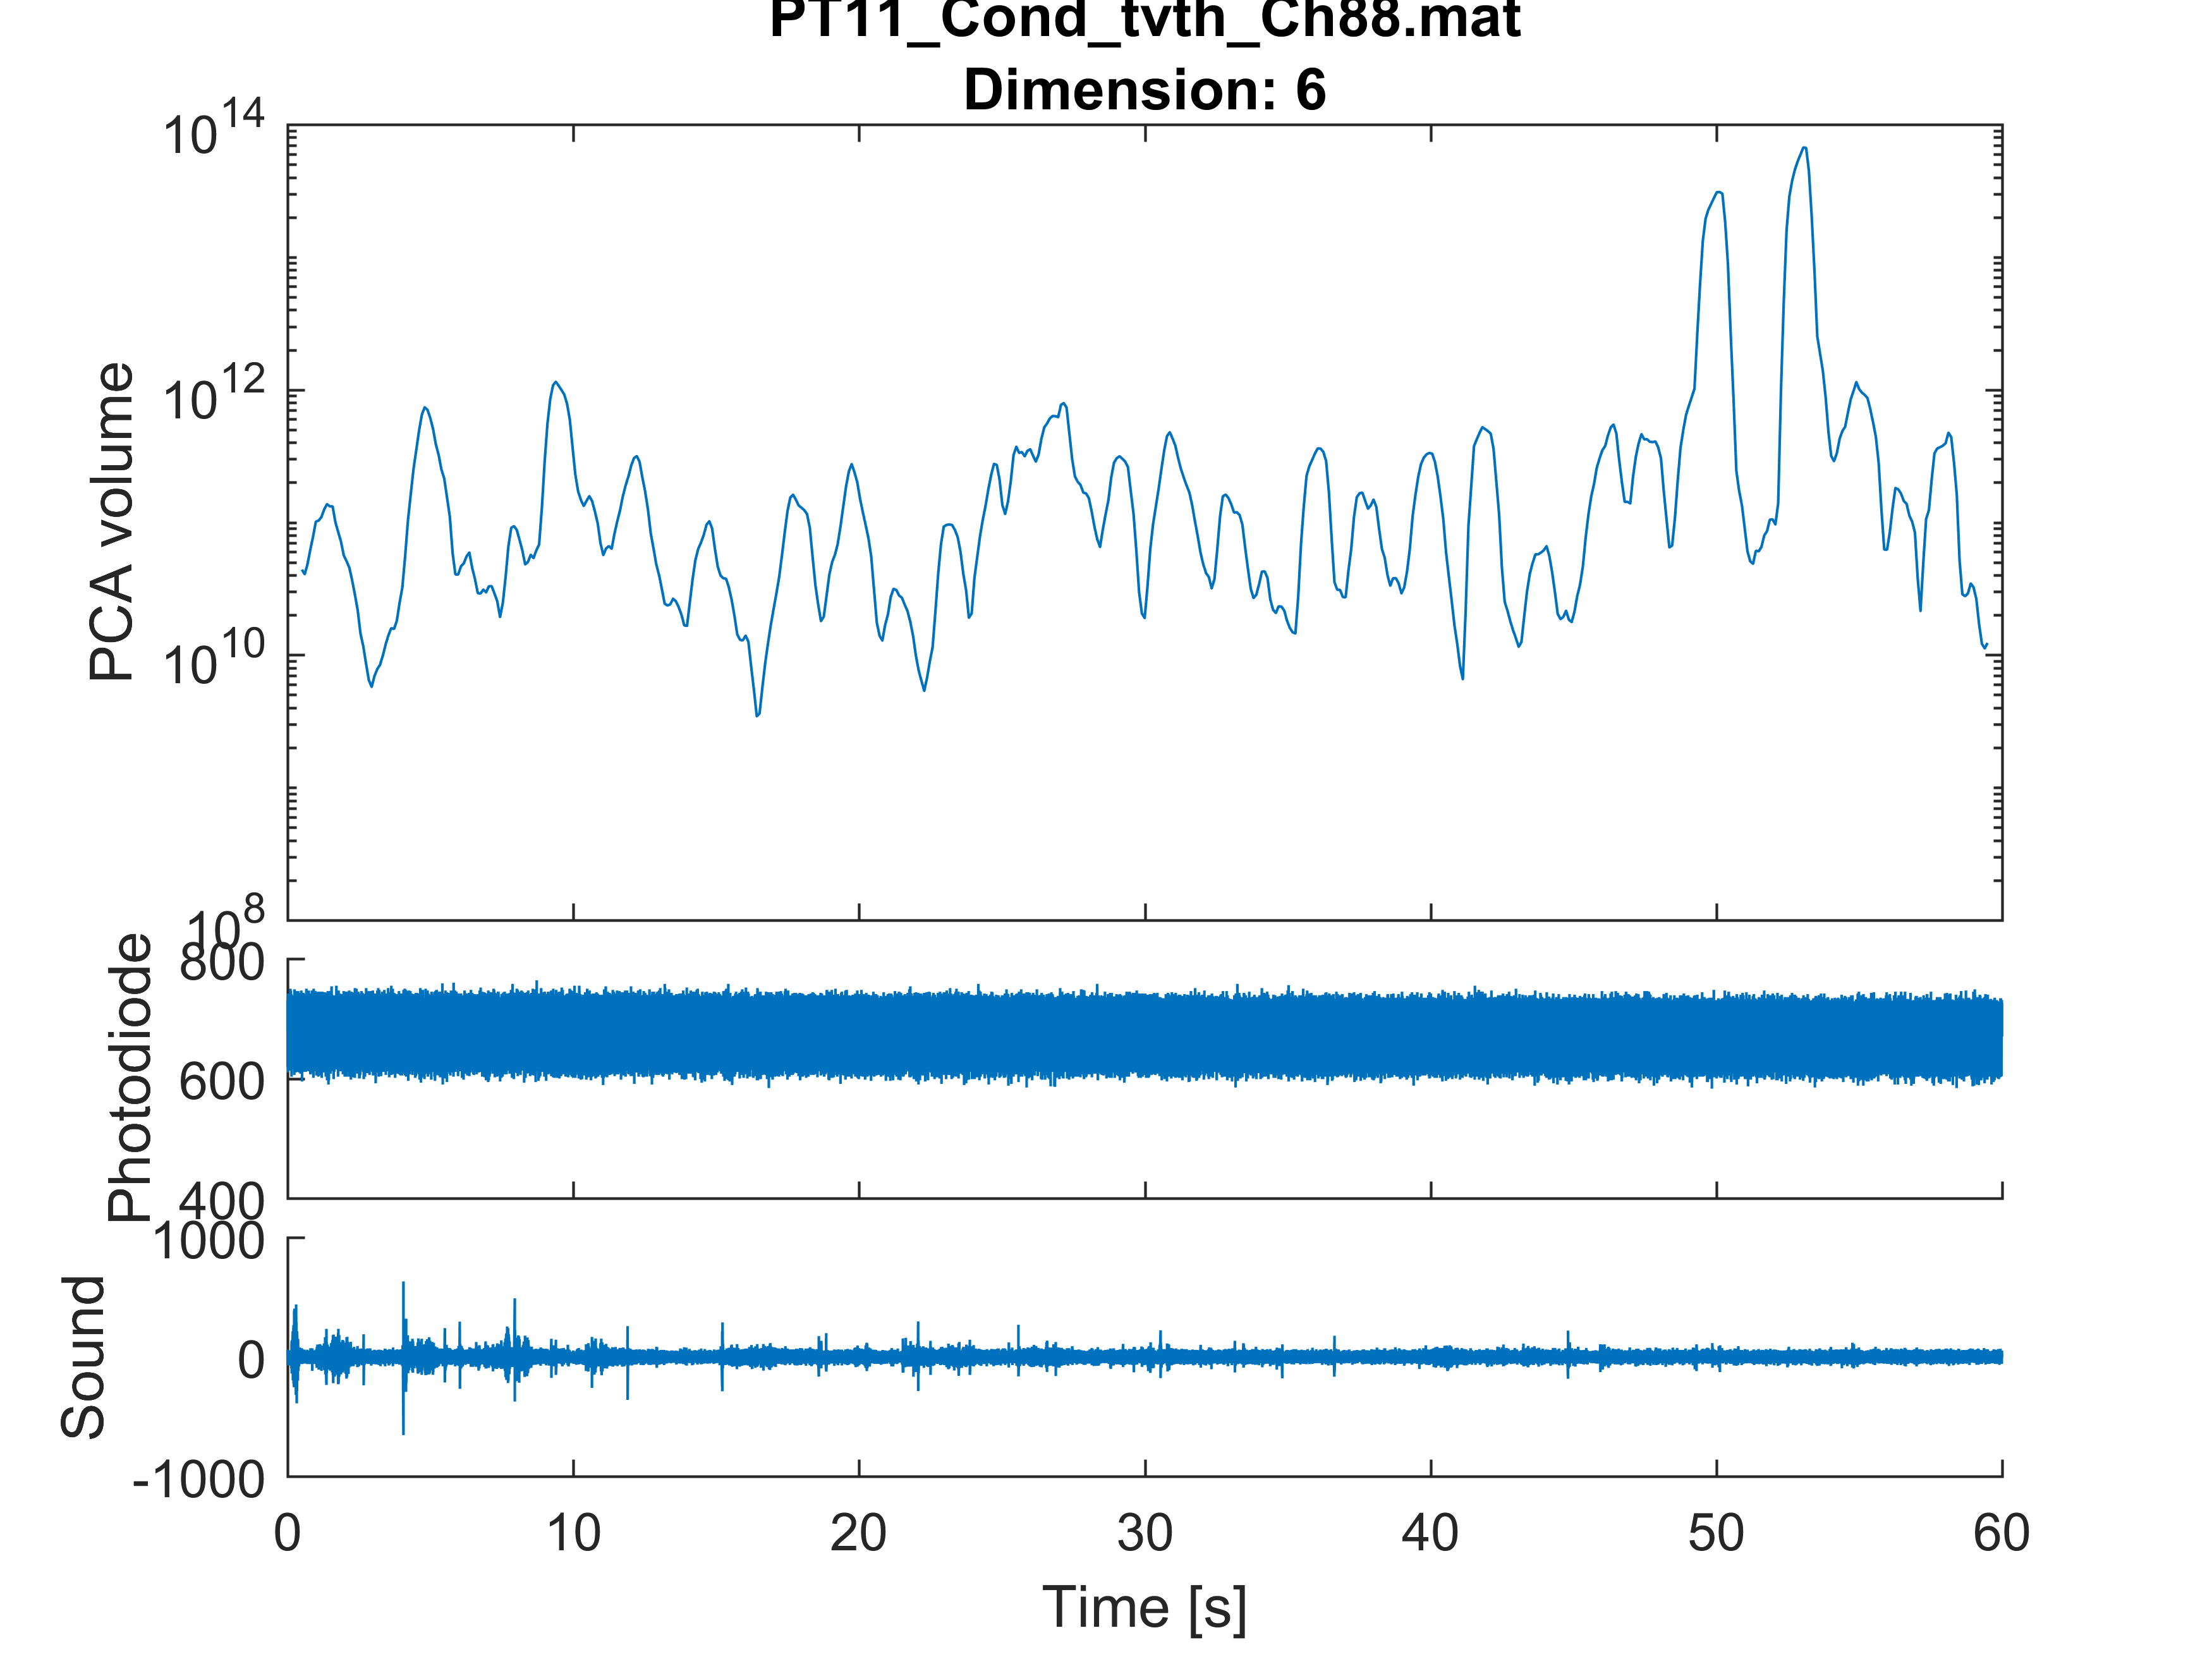 PT11_Cond_tvth_Ch88.mat
Dimension: 6
10^14
10^12
10^10
10^8
PCA volume
800
600
400
Photodiode
1000
0
-1000
Sound
0 10 20 30 40 50 60
Time [s]